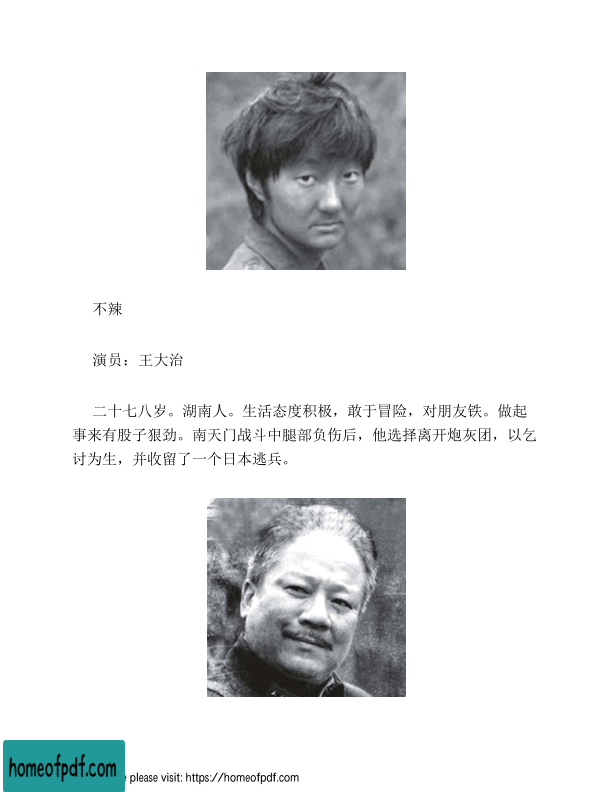 不辣
演员：王大治
二十七八岁。湖南人。生活态度积极，敢于冒险，对朋友铁。做起
事来有股子狠劲。南天门战斗中腿部负伤后，他选择离开炮灰团，以乞
讨为生，并收留了一个日本逃兵。
homeofpdf.com
e please visit: https://homeofpdf.com